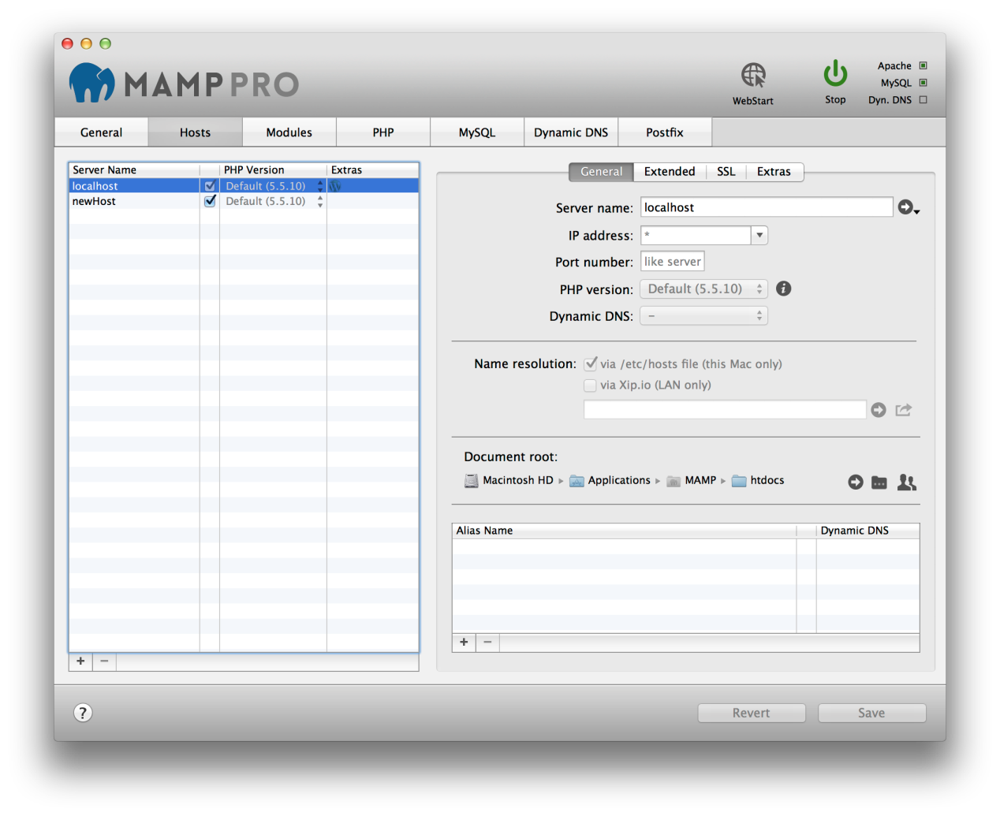 MAMP PRO
WebStart
Stop
Apache
MySQL
Dyn. DNS
General Hosts Modules PHP MySQL Dynamic DNS Postfix
Server Name PHP Version Extras
localhost Default (5.5.10)
newHost Default (5.5.10)
+ −
General Extended SSL Extras
Server name: localhost
IP address: *
Port number: like server
PHP version: Default (5.5.10)
Dynamic DNS: –
Name resolution: via /etc/hosts file (this Mac only)
via Xip.io (LAN only)
Document root:
Macintosh HD ▸ Applications ▸ MAMP ▸ htdocs
Alias Name Dynamic DNS
+ −
? Revert Save